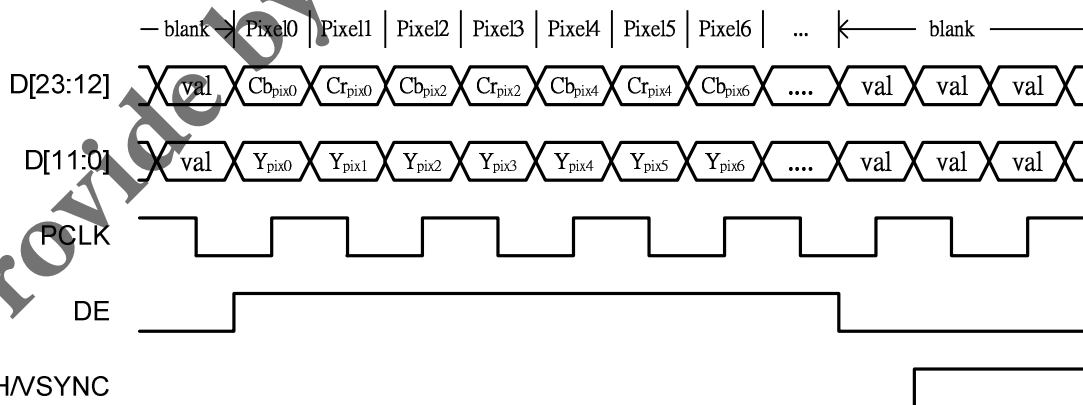 blank Pixel0 Pixel1 Pixel2 Pixel3 Pixel4 Pixel5 Pixel6 ... blank
D[23:12] val Cbpix0 Crpix0 Cbpix2 Crpix2 Cbpix4 Crpix4 Cbpix6 .... val val val
D[11:0] val Ypix0 Ypix1 Ypix2 Ypix3 Ypix4 Ypix5 Ypix6 .... val val val
PCLK
DE
H/VSYNC
rovide by